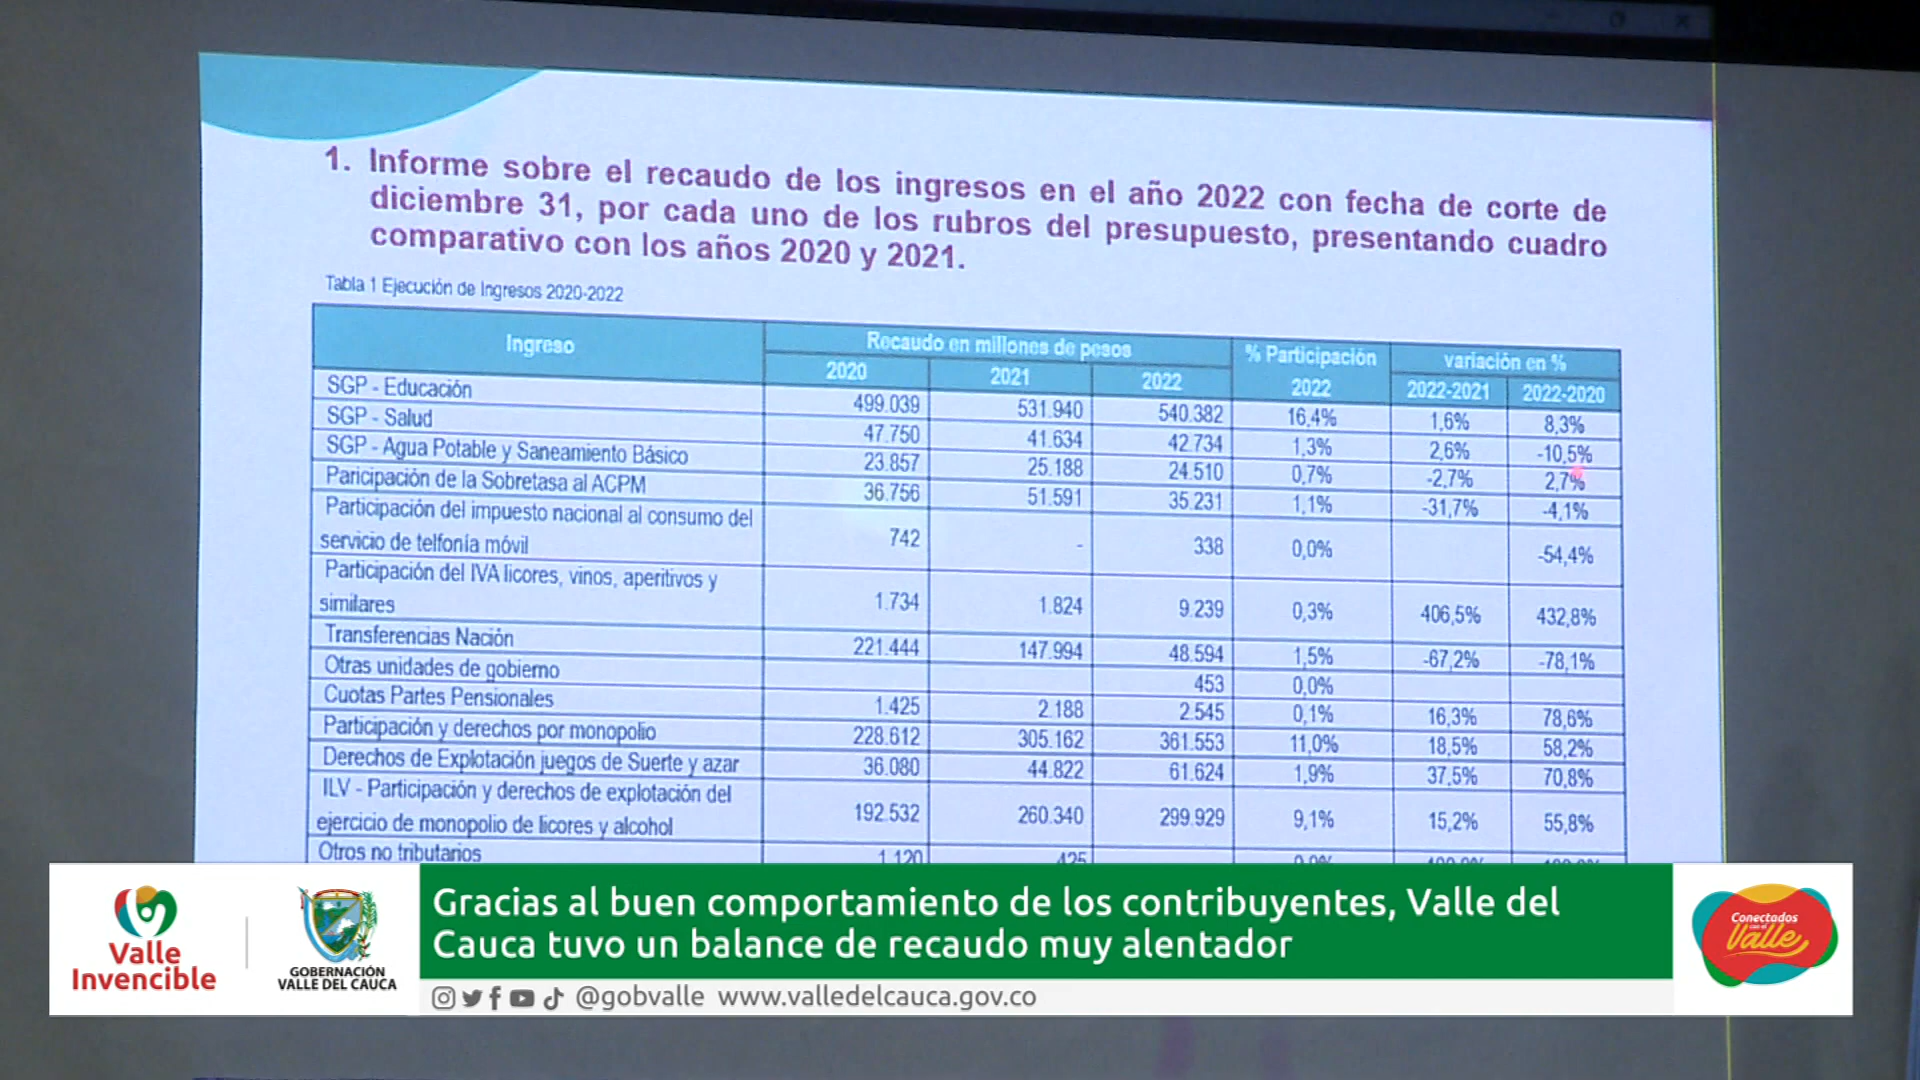 1. Informe sobre el recaudo de los ingresos en el año 2022 con fecha de corte de
diciembre 31, por cada uno de los rubros del presupuesto, presentando cuadro
comparativo con los años 2020 y 2021.
Tabla 1 Ejecución de Ingresos 2020-2022
Ingreso Recaudo en millones de pesos % Participación variación en %
2020 2021 2022 2022 2022-2021 2022-2020
SGP - Educación 499.039 531.940 540.382 16,4% 1,6% 8,3%
SGP - Salud 47.750 41.634 42.734 1,3% 2,6% -10,5%
SGP - Agua Potable y Saneamiento Básico 23.857 25.188 24.510 0,7% -2,7% 2,7%
Paricipación de la Sobretasa al ACPM 36.756 51.591 35.231 1,1% -31,7% -4,1%
Participación del impuesto nacional al consumo del
servicio de telfonía móvil 742 - 338 0,0% -54,4%
Participación del IVA licores, vinos, aperitivos y
similares 1.734 1.824 9.239 0,3% 406,5% 432,8%
Transferencias Nación 221.444 147.994 48.594 1,5% -67,2% -78,1%
Otras unidades de gobierno 453 0,0%
Cuotas Partes Pensionales 1.425 2.188 2.545 0,1% 16,3% 78,6%
Participación y derechos por monopolio 228.612 305.162 361.553 11,0% 18,5% 58,2%
Derechos de Explotación juegos de Suerte y azar 36.080 44.822 61.624 1,9% 37,5% 70,8%
ILV - Participación y derechos de explotación del
ejercicio de monopolio de licores y alcohol 192.532 260.340 299.929 9,1% 15,2% 55,8%
Otros no tributarios 1.120 425 0,0%
Gracias al buen comportamiento de los contribuyentes, Valle del
Cauca tuvo un balance de recaudo muy alentador
@gobvalle www.valledelcauca.gov.co
Valle
Invencible
GOBERNACIÓN
VALLE DEL CAUCA
Conectados
con el
Valle